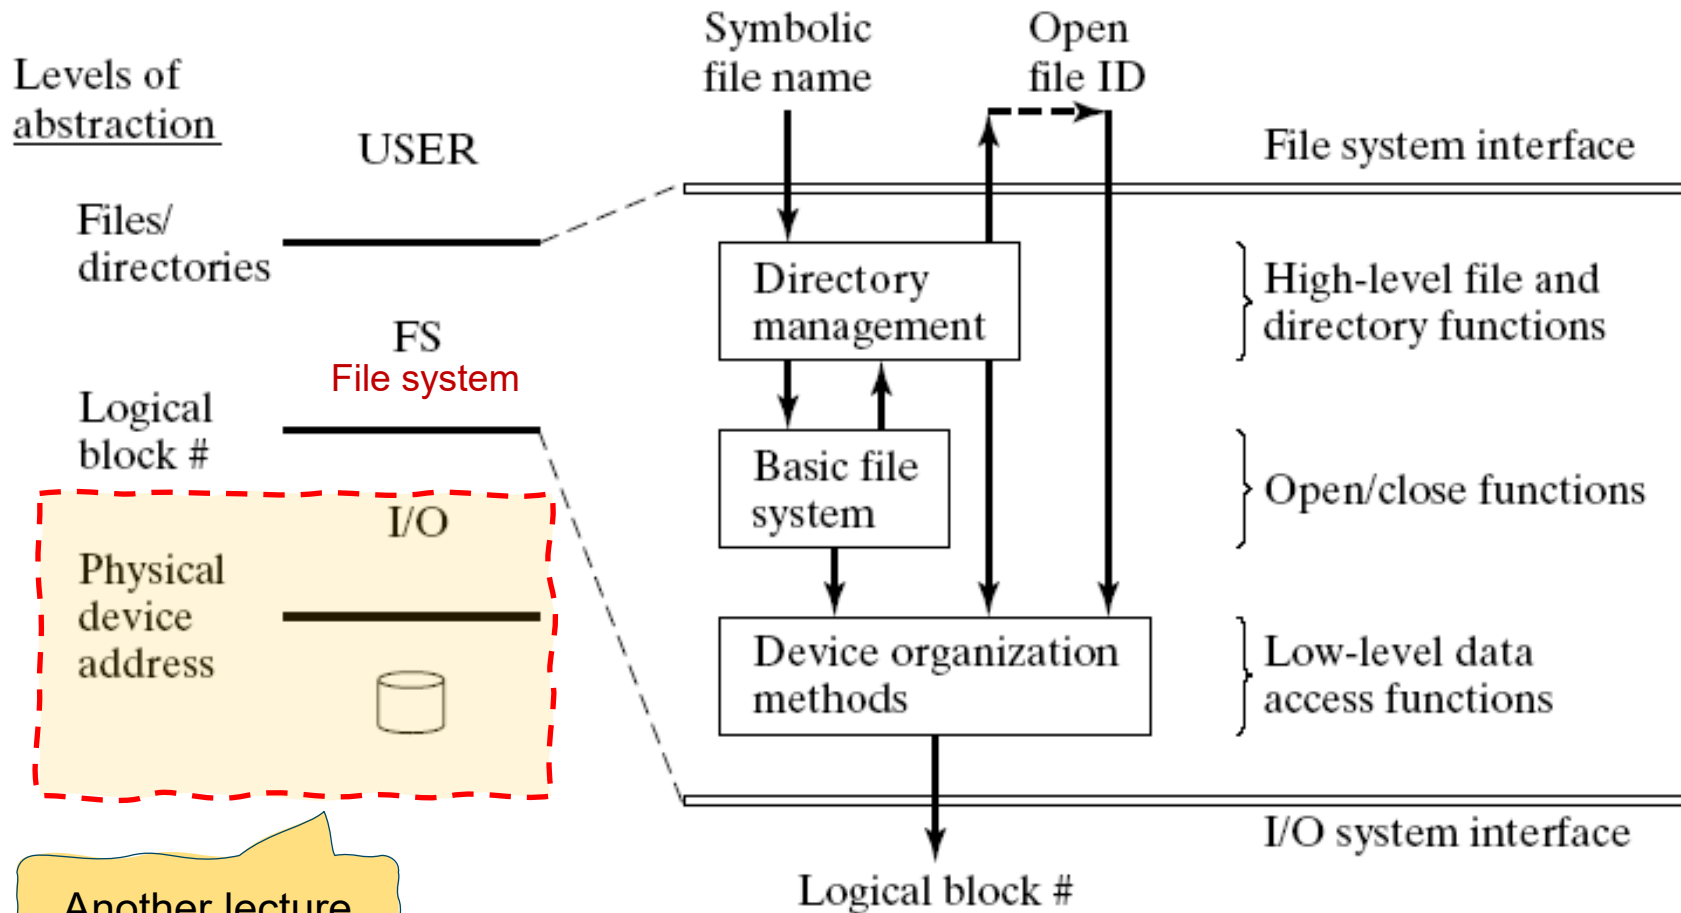 Levels of
abstraction
USER
Files/
directories
FS
File system
Logical
block #
I/O
Physical
device
address
Another lecture
Symbolic
file name
Open
file ID
File system interface
Directory
management
High-level file and
directory functions
Basic file
system
Open/close functions
Device organization
methods
Low-level data
access functions
I/O system interface
Logical block #